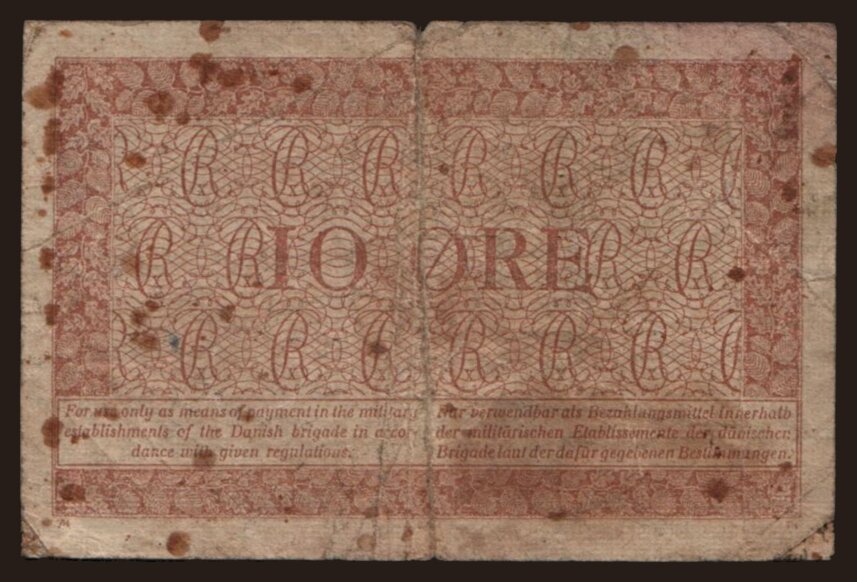 10 ØRE
For use only as means of payment in the military
establishments of the Danish brigade in accor-
dance with given regulations.
Nur verwendbar als Bezahlungsmittel innerhalb
der militärischen Etablissemente der dänischen
Brigade laut der dafür gegebenen Bestimmungen.